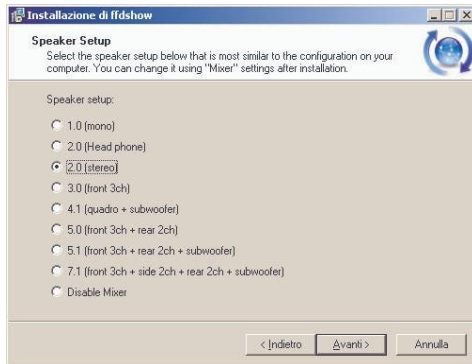 Installazione di ffdshow
Speaker Setup
Select the speaker setup below that is most similar to the configuration on your
computer. You can change it using "Mixer" settings after installation.
Speaker setup:
1.0 (mono)
2.0 (Head phone)
2.0 (stereo)
3.0 (front 3ch)
4.1 (quadro + subwoofer)
5.0 (front 3ch + rear 2ch)
5.1 (front 3ch + rear 2ch + subwoofer)
7.1 (front 3ch + side 2ch + rear 2ch + subwoofer)
Disable Mixer
< Indietro Avanti > Annulla